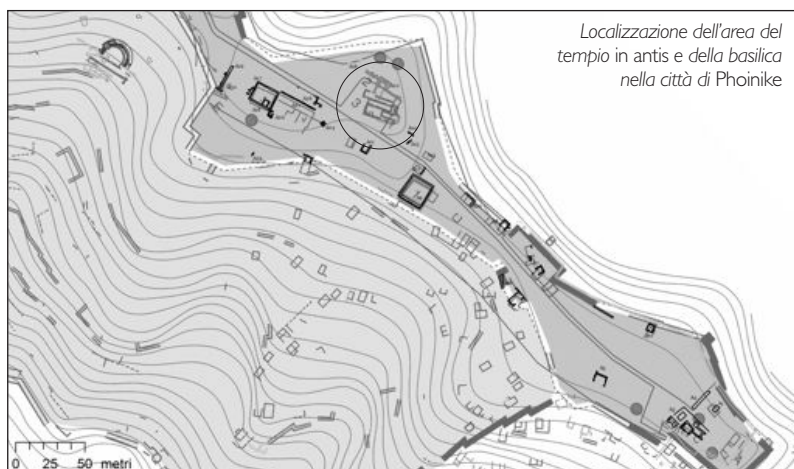 Localizzazione dell'area del
tempio in antis e della basilica
nella città di Phoinike
0 25 50 metri